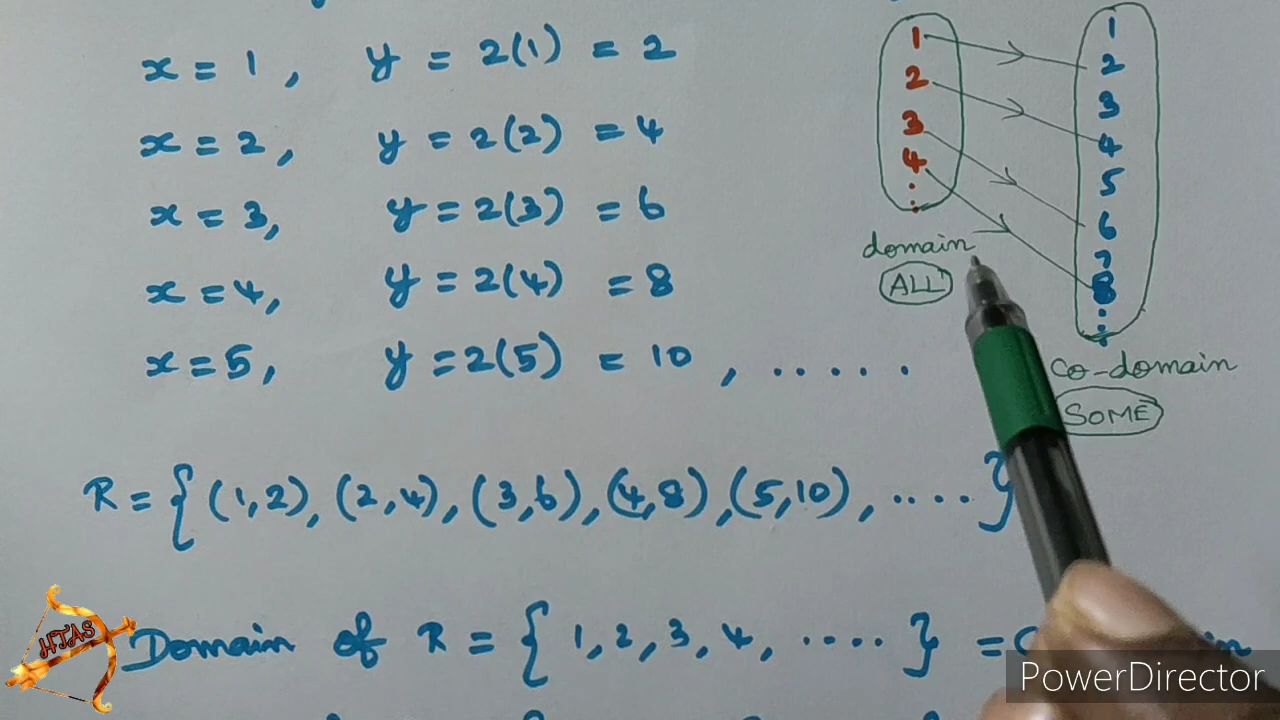 x = 1, y = 2(1) = 2
x = 2, y = 2(2) = 4
x = 3, y = 2(3) = 6
x = 4, y = 2(4) = 8
x = 5, y = 2(5) = 10, .....
1
2
3
4
:
domain
ALL
1
2
3
4
5
6
7
8
:
co-domain
SOME
R = { (1,2), (2,4), (3,6), (4,8), (5,10), .... }
Domain of R = { 1, 2, 3, 4, .... } =
HTAS
PowerDirector